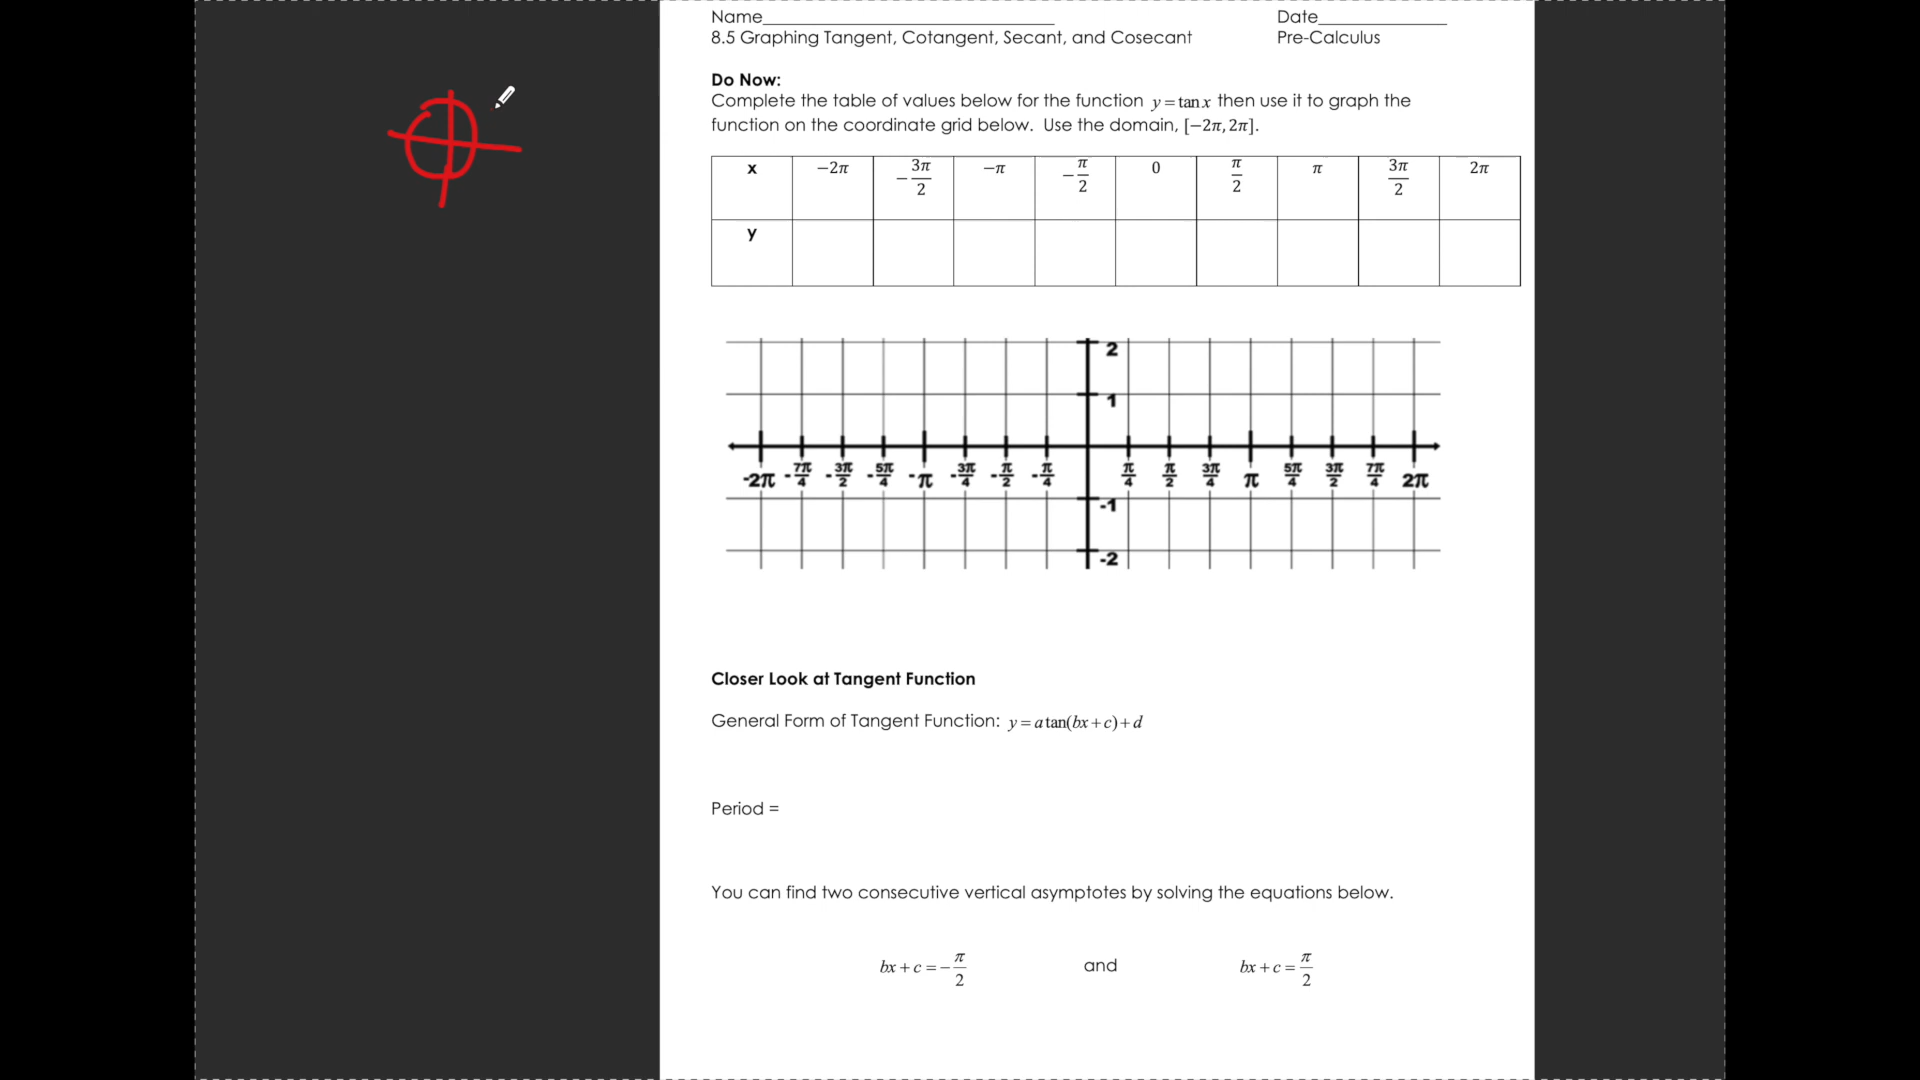 Name______________________________ Date______________
8.5 Graphing Tangent, Cotangent, Secant, and Cosecant Pre-Calculus
Do Now:
Complete the table of values below for the function y = tan x then use it to graph the
function on the coordinate grid below. Use the domain, [−2π, 2π].
x −2π −3π/2 −π −π/2 0 π/2 π 3π/2 2π
y
2
1
-2π -7π/4 -3π/2 -5π/4 -π -3π/4 -π/2 -π/4 π/4 π/2 3π/4 π 5π/4 3π/2 7π/4 2π
-1
-2
Closer Look at Tangent Function
General Form of Tangent Function: y = a tan(bx + c) + d
Period =
You can find two consecutive vertical asymptotes by solving the equations below.
bx + c = −π/2 and bx + c = π/2